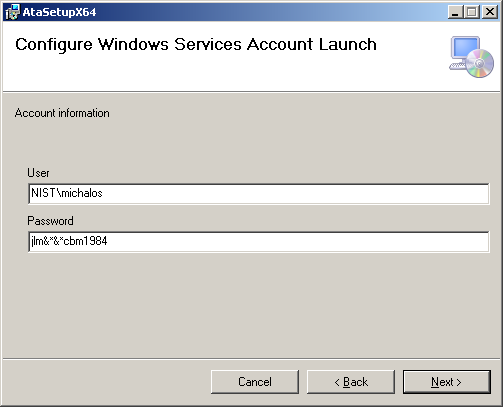 AtaSetupX64
Configure Windows Services Account Launch
Account information
User
NIST\michalos
Password
jlm&*&*cbm1984
Cancel
< Back
Next >